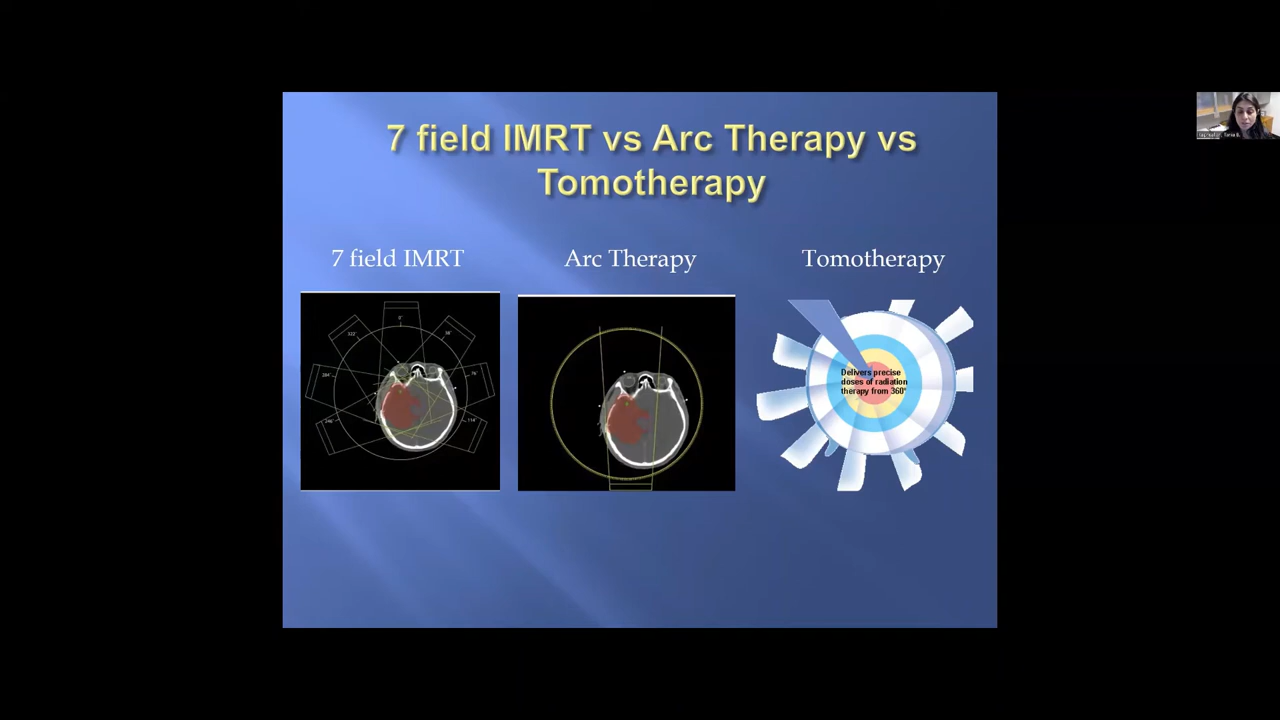 7 field IMRT vs Arc Therapy vs
Tomotherapy
7 field IMRT
Arc Therapy
Tomotherapy
0°
Delivers precise
doses of radiation
therapy from 360°